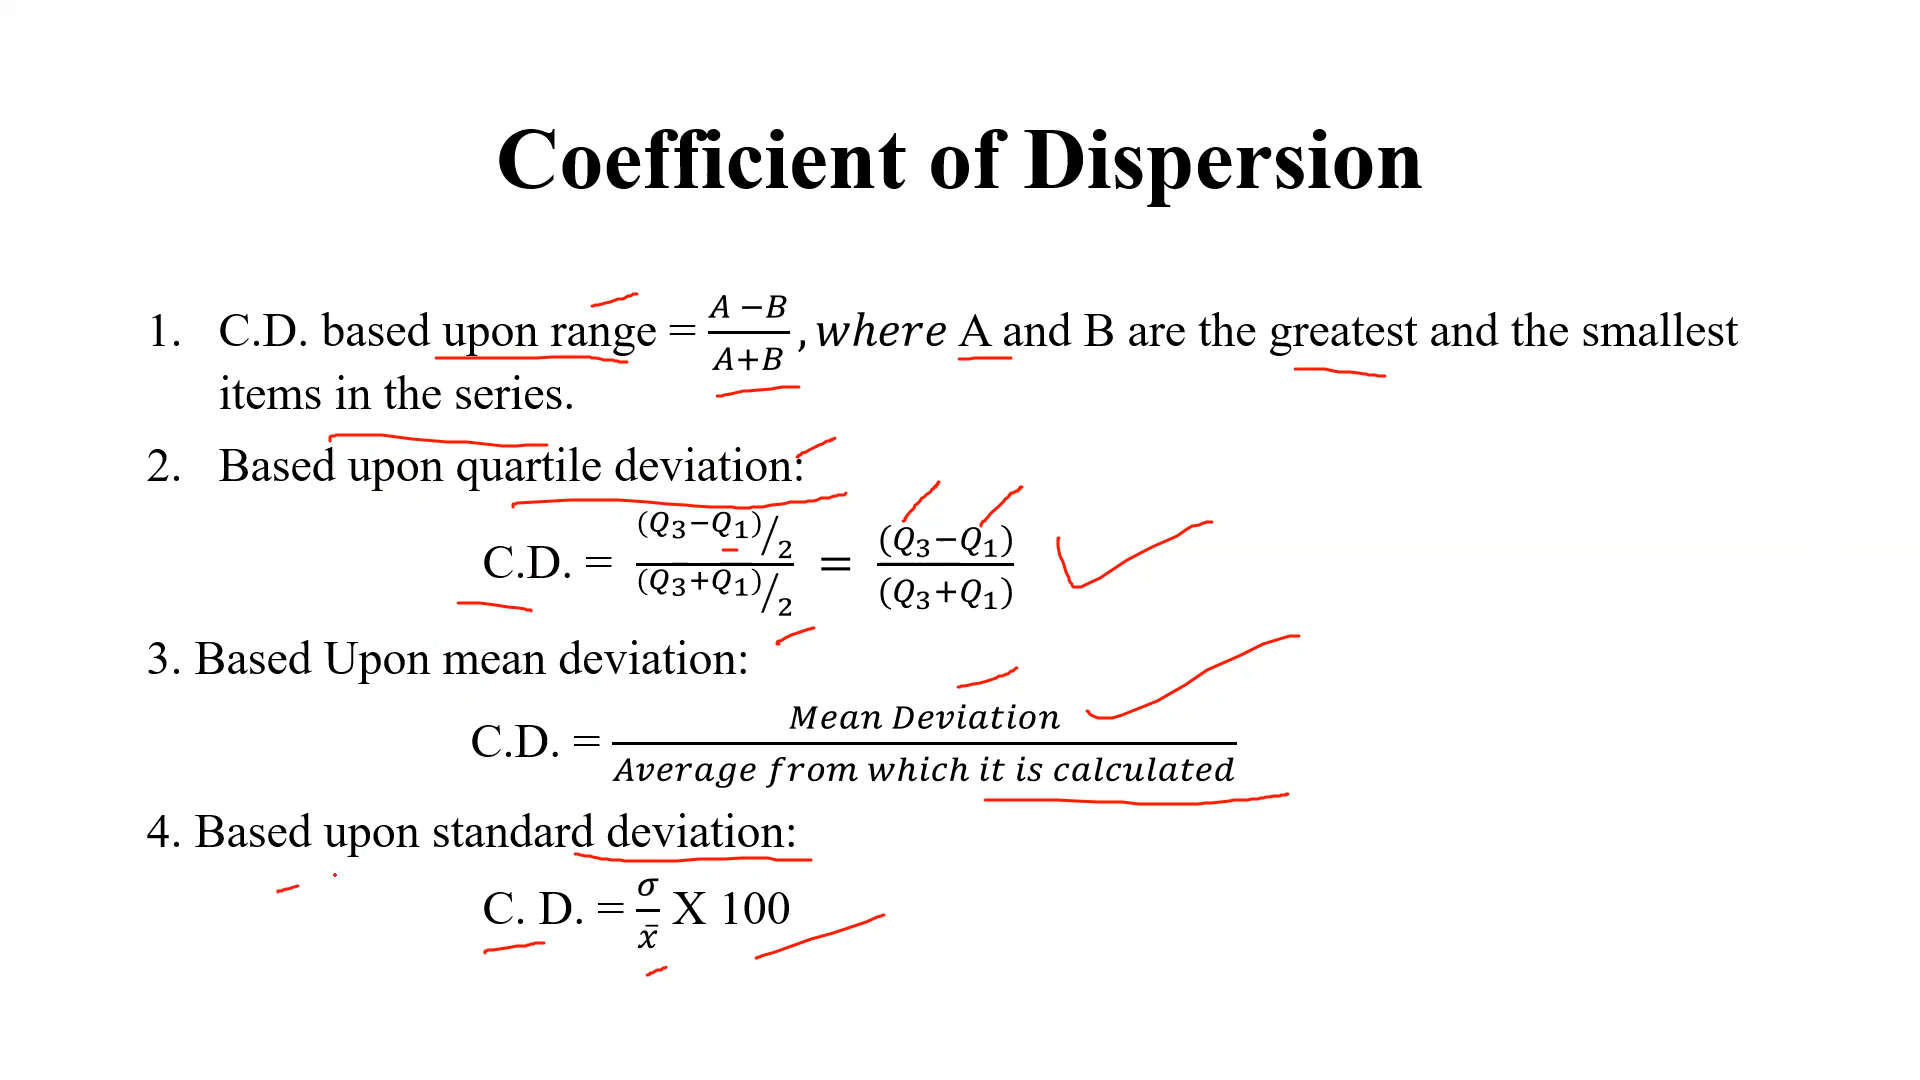 Coefficient of Dispersion
1. C.D. based upon range = (A −B)/(A+B), where A and B are the greatest and the smallest
items in the series.
2. Based upon quartile deviation:
C.D. = ((Q₃−Q₁)/2)/((Q₃+Q₁)/2) = (Q₃−Q₁)/(Q₃+Q₁)
3. Based Upon mean deviation:
C.D. = Mean Deviation/Average from which it is calculated
4. Based upon standard deviation:
C. D. = σ/x̄ X 100